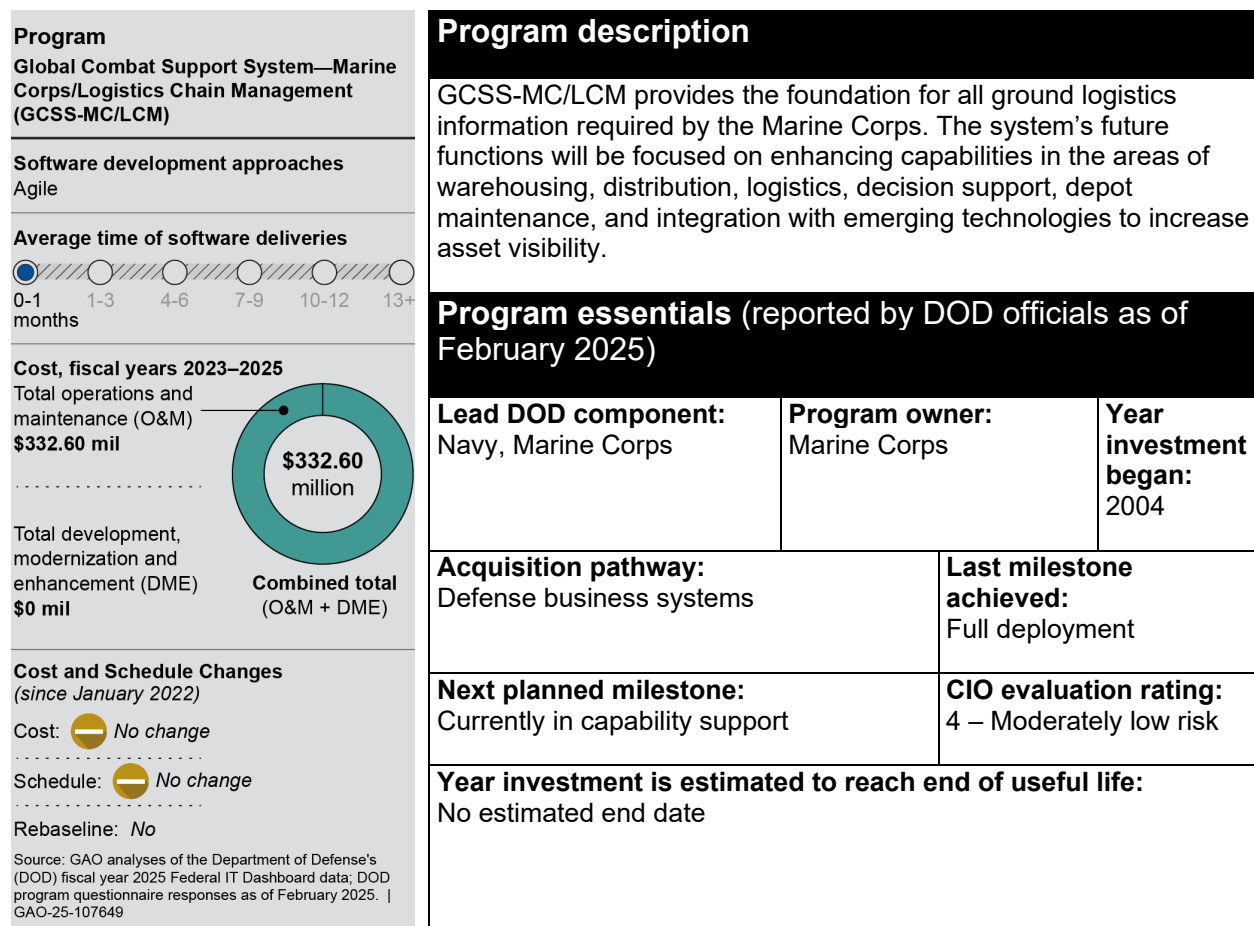 Program
Global Combat Support System—Marine
Corps/Logistics Chain Management
(GCSS-MC/LCM)
Software development approaches
Agile
Average time of software deliveries
0-1 1-3 4-6 7-9 10-12 13+
months
Cost, fiscal years 2023–2025
Total operations and
maintenance (O&M)
$332.60 mil
$332.60
million
Total development,
modernization and
enhancement (DME)
$0 mil
Combined total
(O&M + DME)
Cost and Schedule Changes
(since January 2022)
Cost: No change
Schedule: No change
Rebaseline: No
Source: GAO analyses of the Department of Defense's
(DOD) fiscal year 2025 Federal IT Dashboard data; DOD
program questionnaire responses as of February 2025. |
GAO-25-107649
Program description
GCSS-MC/LCM provides the foundation for all ground logistics
information required by the Marine Corps. The system’s future
functions will be focused on enhancing capabilities in the areas of
warehousing, distribution, logistics, decision support, depot
maintenance, and integration with emerging technologies to increase
asset visibility.
Program essentials (reported by DOD officials as of
February 2025)
Lead DOD component:
Navy, Marine Corps
Program owner:
Marine Corps
Year
investment
began:
2004
Acquisition pathway:
Defense business systems
Last milestone
achieved:
Full deployment
Next planned milestone:
Currently in capability support
CIO evaluation rating:
4 – Moderately low risk
Year investment is estimated to reach end of useful life:
No estimated end date